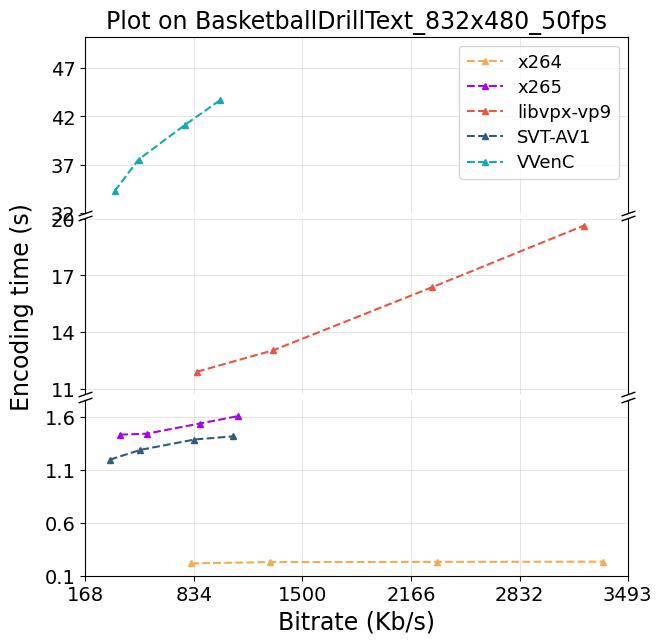 Plot on BasketballDrillText_832x480_50fps
x264
x265
libvpx-vp9
SVT-AV1
VVenC
47
42
37
32
20
17
14
11
1.6
1.1
0.6
0.1
Encoding time (s)
168 834 1500 2166 2832 3493
Bitrate (Kb/s)